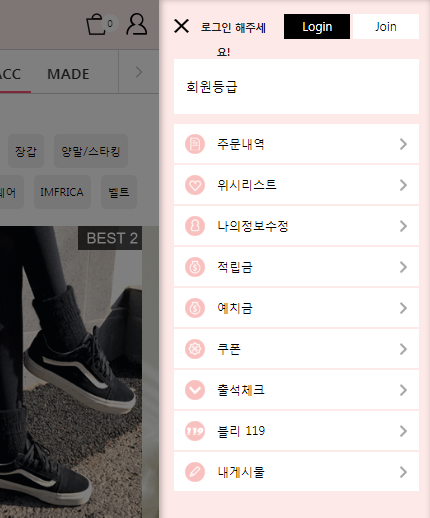 0
로그인 해주세
요!
Login
Join
ACC
MADE
회원등급
장갑
양말/스타킹
웨어
IMFRICA
벨트
BEST 2
주문내역
위시리스트
나의정보수정
적립금
예치금
쿠폰
출석체크
119
블리 119
내게시물